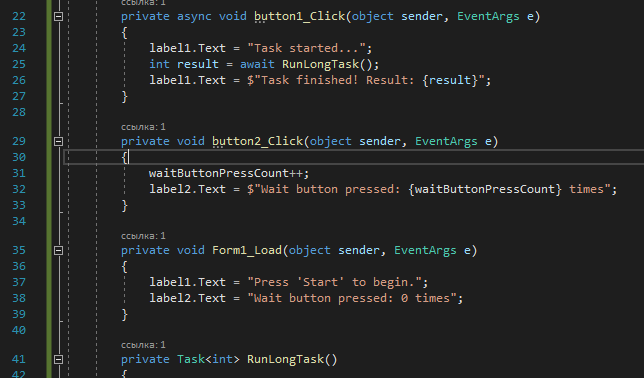 ссылка: 1
22 private async void button1_Click(object sender, EventArgs e)
23 {
24 label1.Text = "Task started...";
25 int result = await RunLongTask();
26 label1.Text = $"Task finished! Result: {result}";
27 }
28
ссылка: 1
29 private void button2_Click(object sender, EventArgs e)
30 {
31 waitButtonPressCount++;
32 label2.Text = $"Wait button pressed: {waitButtonPressCount} times";
33 }
34
ссылка: 1
35 private void Form1_Load(object sender, EventArgs e)
36 {
37 label1.Text = "Press 'Start' to begin.";
38 label2.Text = "Wait button pressed: 0 times";
39 }
40
ссылка: 1
41 private Task<int> RunLongTask()
42 {